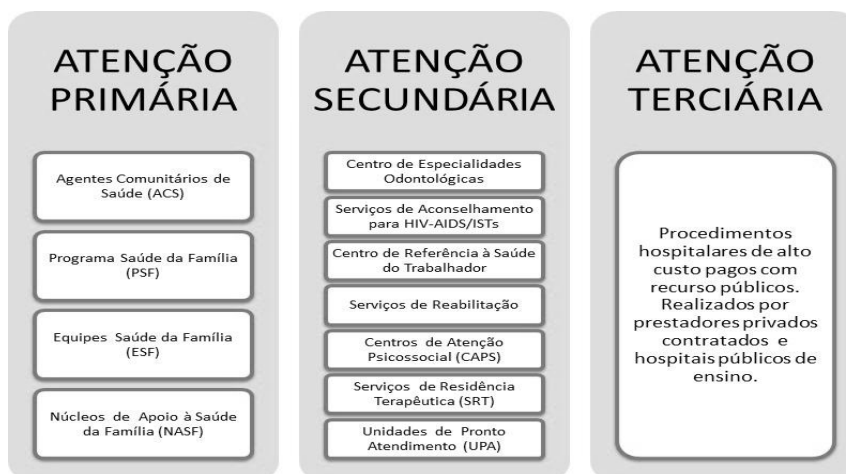 ATENÇÃO
PRIMÁRIA
Agentes Comunitários de
Saúde (ACS)
Programa Saúde da Família
(PSF)
Equipes Saúde da Família
(ESF)
Núcleos de Apoio à Saúde
da Família (NASF)
ATENÇÃO
SECUNDÁRIA
Centro de Especialidades
Odontológicas
Serviços de Aconselhamento
para HIV-AIDS/ISTs
Centro de Referência à Saúde
do Trabalhador
Serviços de Reabilitação
Centros de Atenção
Psicossocial (CAPS)
Serviços de Residência
Terapêutica (SRT)
Unidades de Pronto
Atendimento (UPA)
ATENÇÃO
TERCIÁRIA
Procedimentos
hospitalares de alto
custo pagos com
recurso públicos.
Realizados por
prestadores privados
contratados e
hospitais públicos de
ensino.